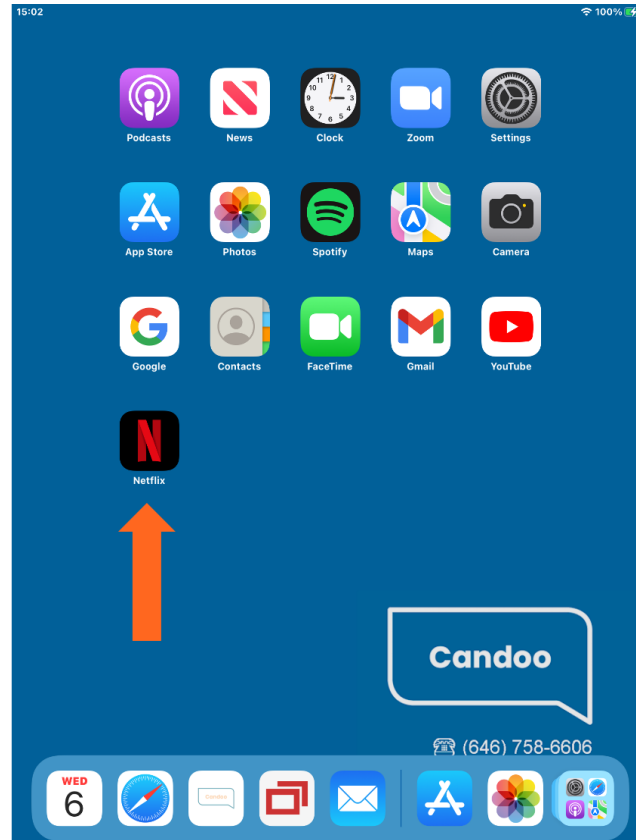 15:02 100%
Podcasts News Clock Zoom Settings
App Store Photos Spotify Maps Camera
Google Contacts FaceTime Gmail YouTube
N
Netflix
Candoo
(646) 758-6606
WED
6